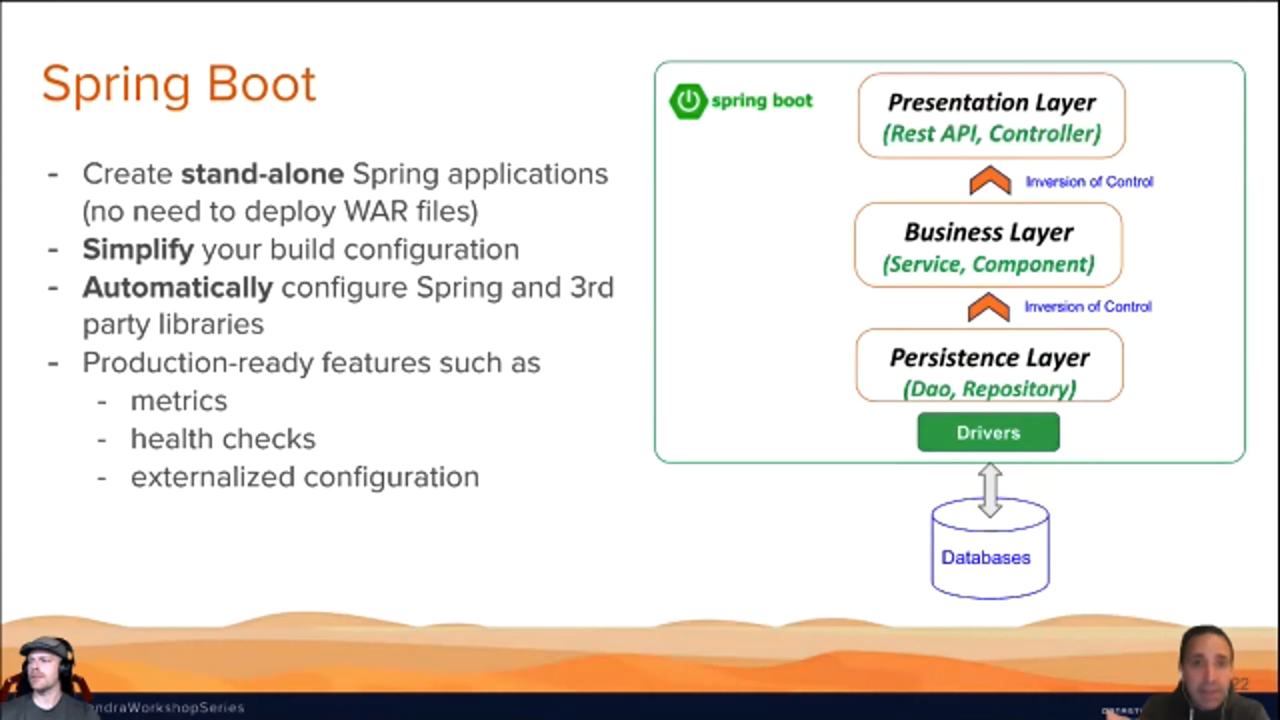 Spring Boot
- Create stand-alone Spring applications
(no need to deploy WAR files)
- Simplify your build configuration
- Automatically configure Spring and 3rd
party libraries
- Production-ready features such as
- metrics
- health checks
- externalized configuration
spring boot
Presentation Layer
(Rest API, Controller)
Inversion of Control
Business Layer
(Service, Component)
Inversion of Control
Persistence Layer
(Dao, Repository)
Drivers
Databases
22
ndraWorkshopSeries